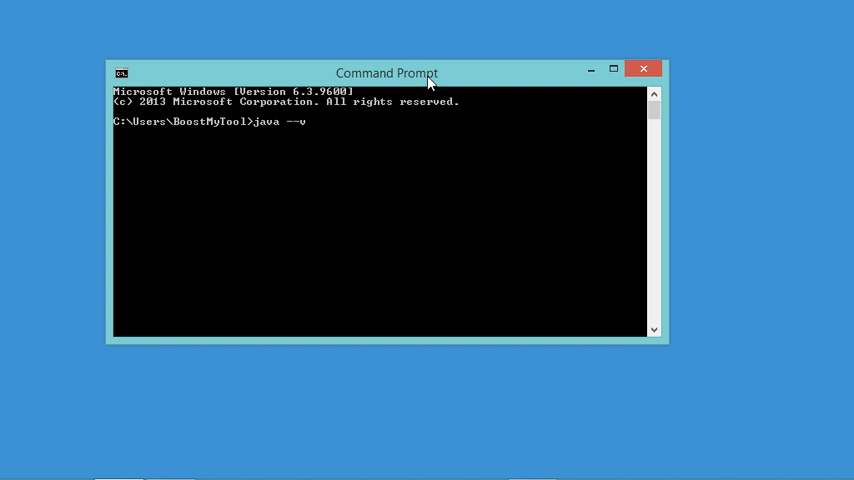 Command Prompt
Microsoft Windows [Version 6.3.9600]
(c) 2013 Microsoft Corporation. All rights reserved.
C:\Users\BoostMyTool>java --v